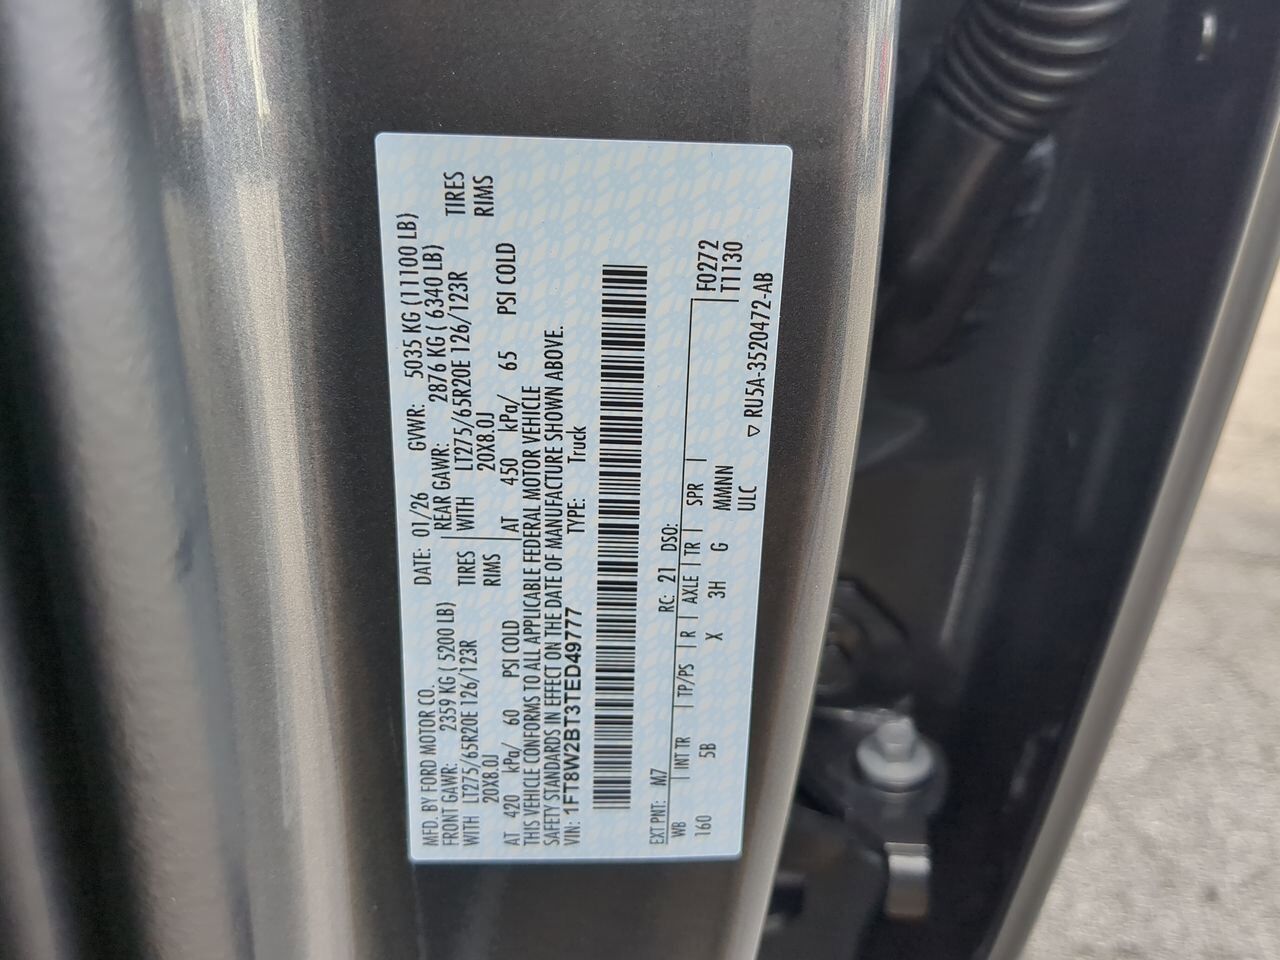 MFD. BY FORD MOTOR CO.
DATE: 01/26 GVWR: 5035 KG (11100 LB)
FRONT GAWR: 2359 KG ( 5200 LB) REAR GAWR: 2876 KG ( 6340 LB)
WITH LT275/65R20E 126/123R TIRES WITH LT275/65R20E 126/123R TIRES
20X8.0J RIMS 20X8.0J RIMS
AT 420 kPa/ 60 PSI COLD AT 450 kPa/ 65 PSI COLD
THIS VEHICLE CONFORMS TO ALL APPLICABLE FEDERAL MOTOR VEHICLE
SAFETY STANDARDS IN EFFECT ON THE DATE OF MANUFACTURE SHOWN ABOVE.
VIN: 1FT8W2BT3TED49777 TYPE: Truck
EXT PNT: M7 RC: 21 DSO:
WB INT TR TP/PS R AXLE TR SPR F0272
160 5B X 3H G MMNN T1130
ULC ▽ RU5A-3520472-AB